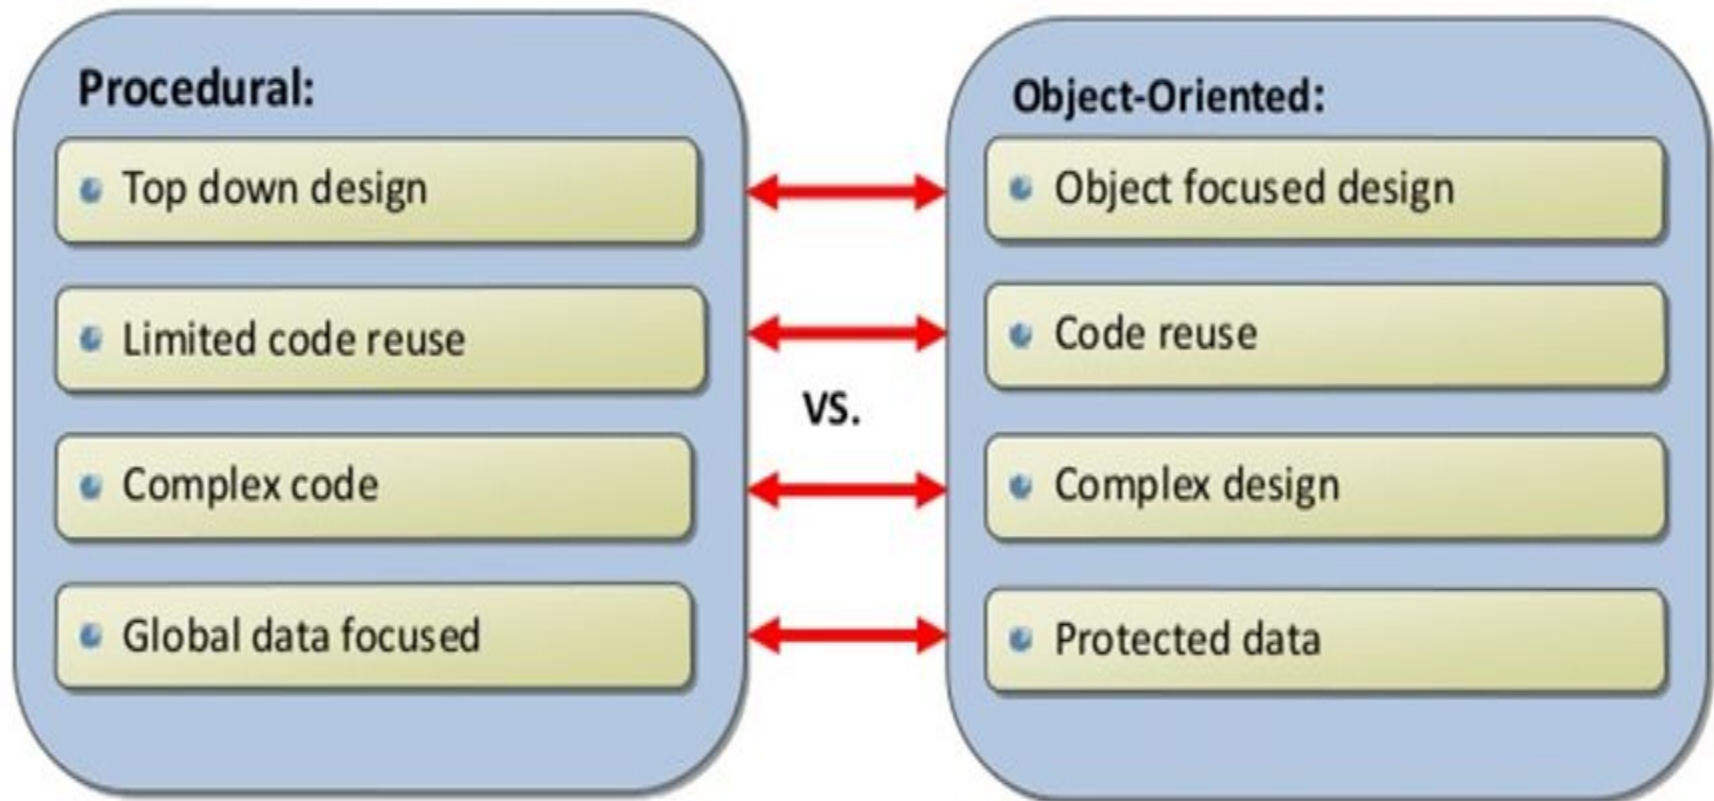 Procedural:
Top down design
Limited code reuse
Complex code
Global data focused
vs.
Object-Oriented:
Object focused design
Code reuse
Complex design
Protected data